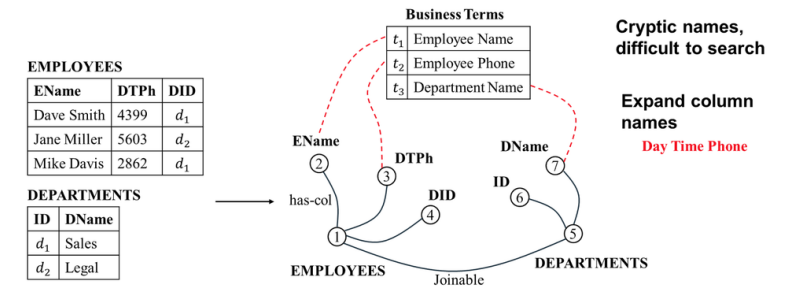 Business Terms
t1 Employee Name
t2 Employee Phone
t3 Department Name
Cryptic names,
difficult to search
Expand column
names
Day Time Phone
EMPLOYEES
EName DTPh DID
Dave Smith 4399 d1
Jane Miller 5603 d2
Mike Davis 2862 d1
DEPARTMENTS
ID DName
d1 Sales
d2 Legal
EName
2
DTPh
3
DID
4
has-col
1
EMPLOYEES
DName
7
ID
6
5
DEPARTMENTS
Joinable